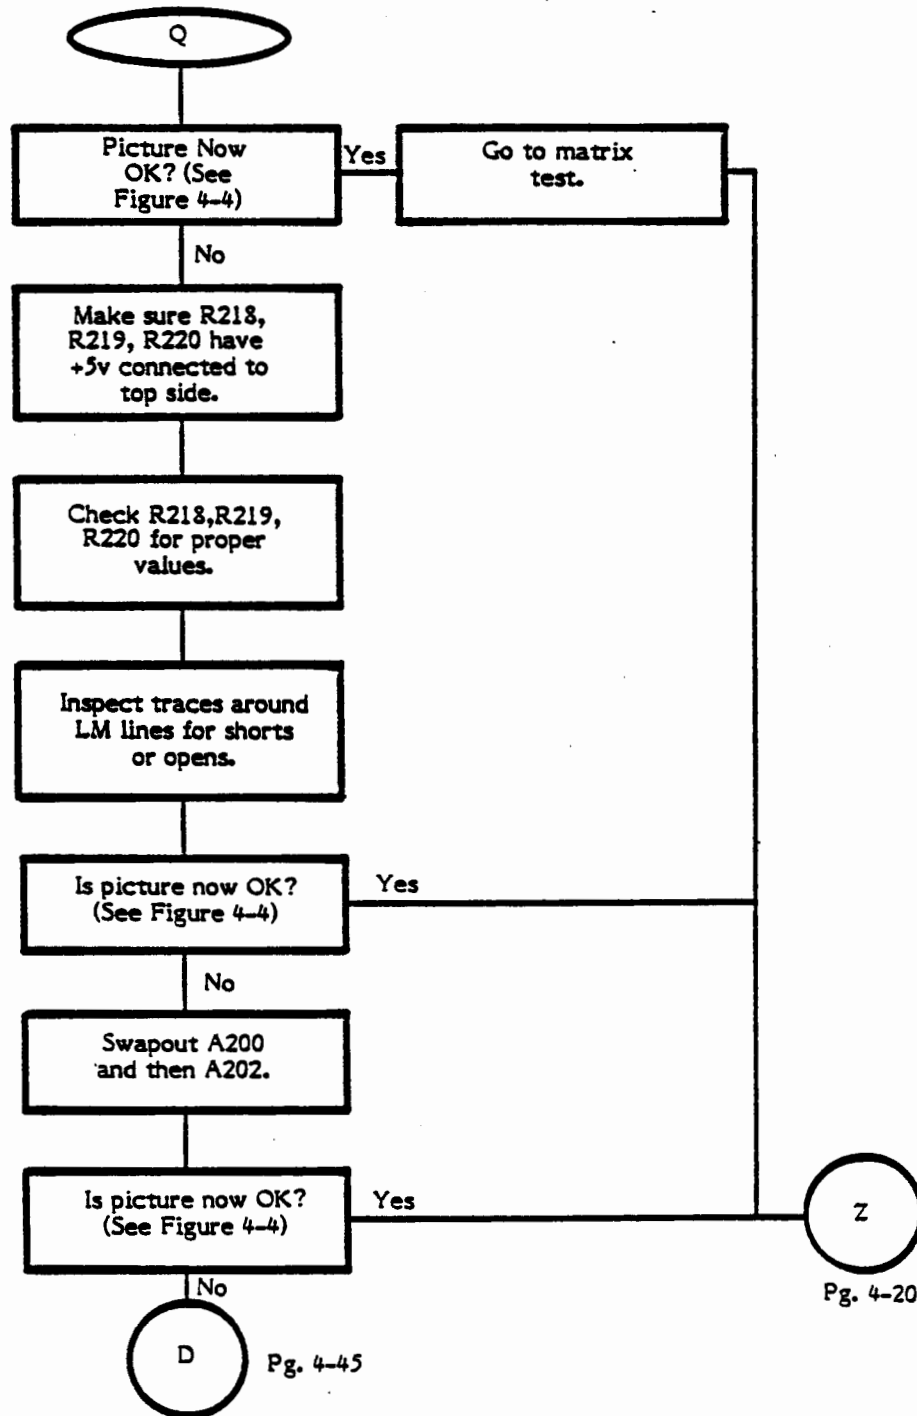 Q
Picture Now
OK? (See
Figure 4-4)
Yes
Go to matrix
test.
No
Make sure R218,
R219, R220 have
+5v connected to
top side.
Check R218,R219,
R220 for proper
values.
Inspect traces around
LM lines for shorts
or opens.
Is picture now OK?
(See Figure 4-4)
Yes
No
Swapout A200
and then A202.
Is picture now OK?
(See Figure 4-4)
Yes
Z
Pg. 4-20
No
D
Pg. 4-45